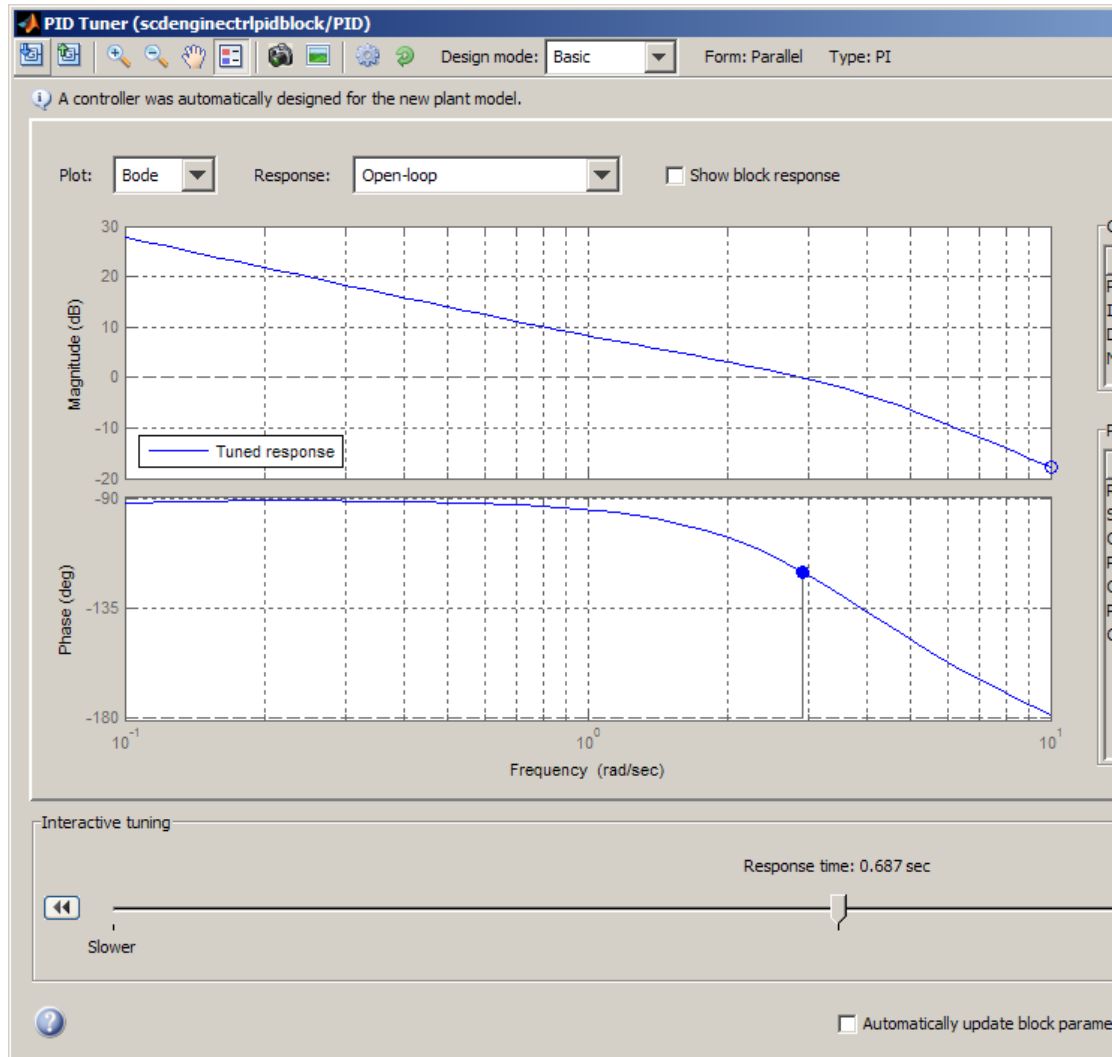 PID Tuner (scdenginectrlpidblock/PID)
Design mode: Basic Form: Parallel Type: PI
A controller was automatically designed for the new plant model.
Plot: Bode Response: Open-loop Show block response
30
20
10
0
-10
-20
Magnitude (dB)
Tuned response
-90
-135
-180
Phase (deg)
10-1 100 101
Frequency (rad/sec)
Interactive tuning
Response time: 0.687 sec
Slower
Automatically update block parame